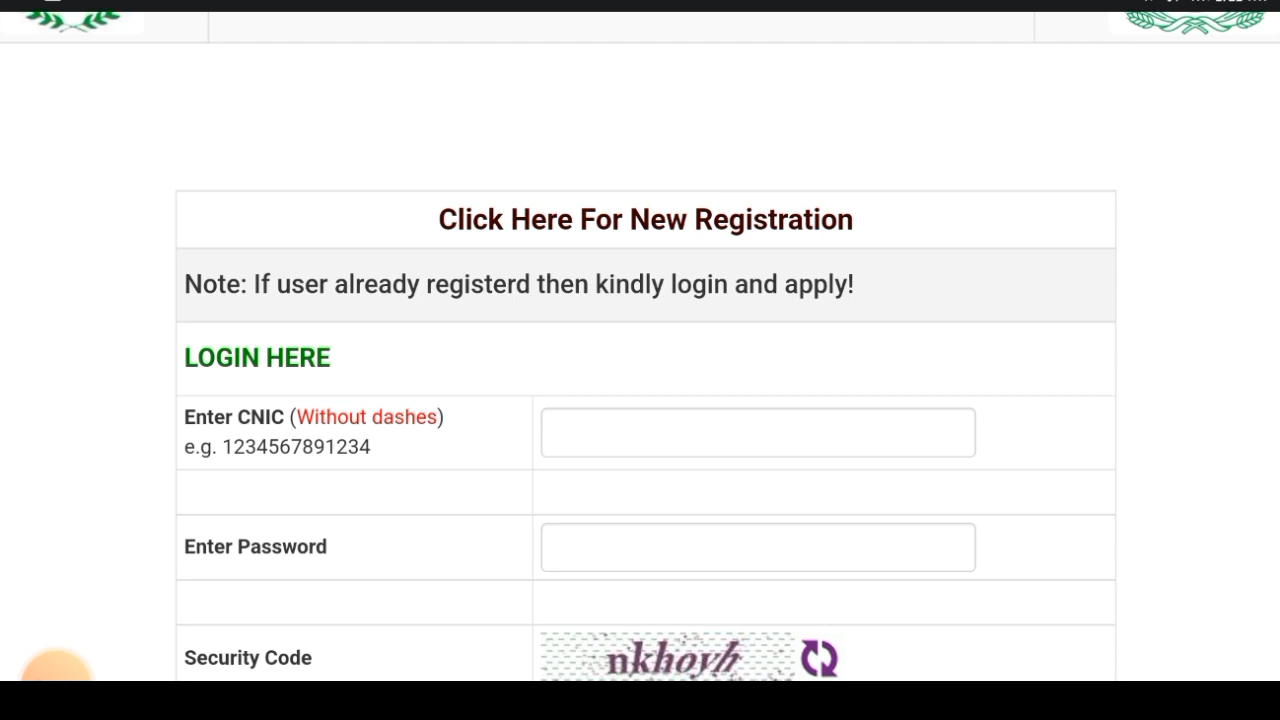 Click Here For New Registration
Note: If user already registerd then kindly login and apply!
LOGIN HERE
Enter CNIC (Without dashes)
e.g. 1234567891234
Enter Password
Security Code
nkhoyh